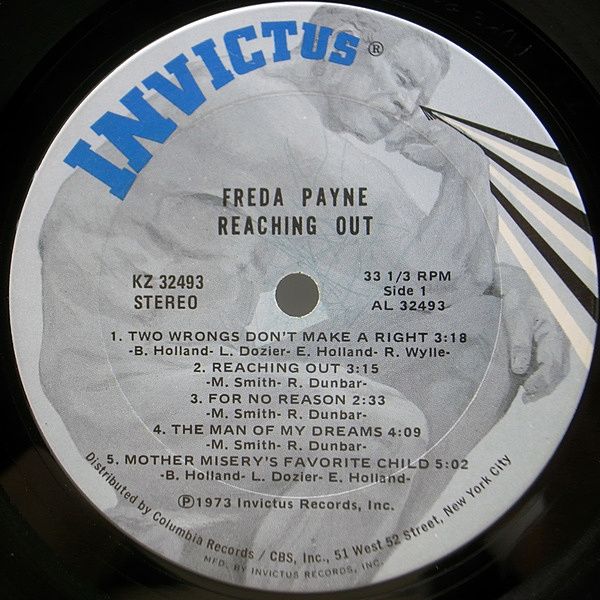 INVICTUS®
FREDA PAYNE
REACHING OUT
KZ 32493
STEREO
33 1/3 RPM
Side 1
AL 32493
1. TWO WRONGS DON'T MAKE A RIGHT 3:18
-B. Holland- L. Dozier- E. Holland- R. Wylle-
2. REACHING OUT 3:15
-M. Smith- R. Dunbar-
3. FOR NO REASON 2:33
-M. Smith- R. Dunbar-
4. THE MAN OF MY DREAMS 4:09
-M. Smith- R. Dunbar-
5. MOTHER MISERY'S FAVORITE CHILD 5:02
-B. Holland- L. Dozier- E. Holland-
Ⓟ1973 Invictus Records, Inc.
Distributed by Columbia Records / CBS, Inc., 51 West 52 Street, New York City
MFD. BY INVICTUS RECORDS, INC.